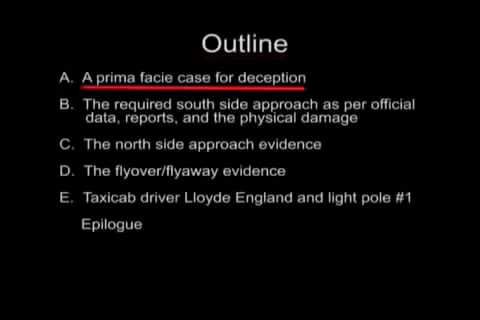 Outline
A. A prima facie case for deception
B. The required south side approach as per official
data, reports, and the physical damage
C. The north side approach evidence
D. The flyover/flyaway evidence
E. Taxicab driver Lloyde England and light pole #1
Epilogue